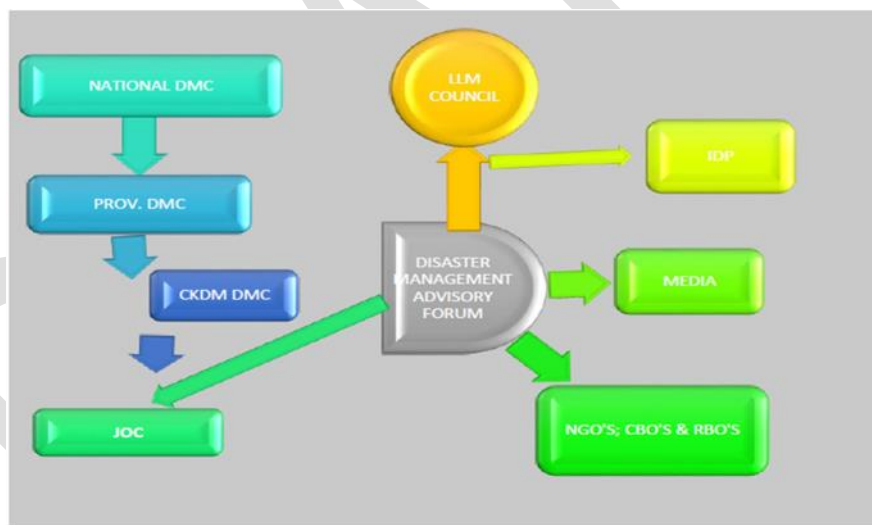 NATIONAL DMC
PROV. DMC
CKDM DMC
JOC
LLM
COUNCIL
DISASTER
MANAGEMENT
ADVISORY
FORUM
IDP
MEDIA
NGO'S; CBO'S & RBO'S